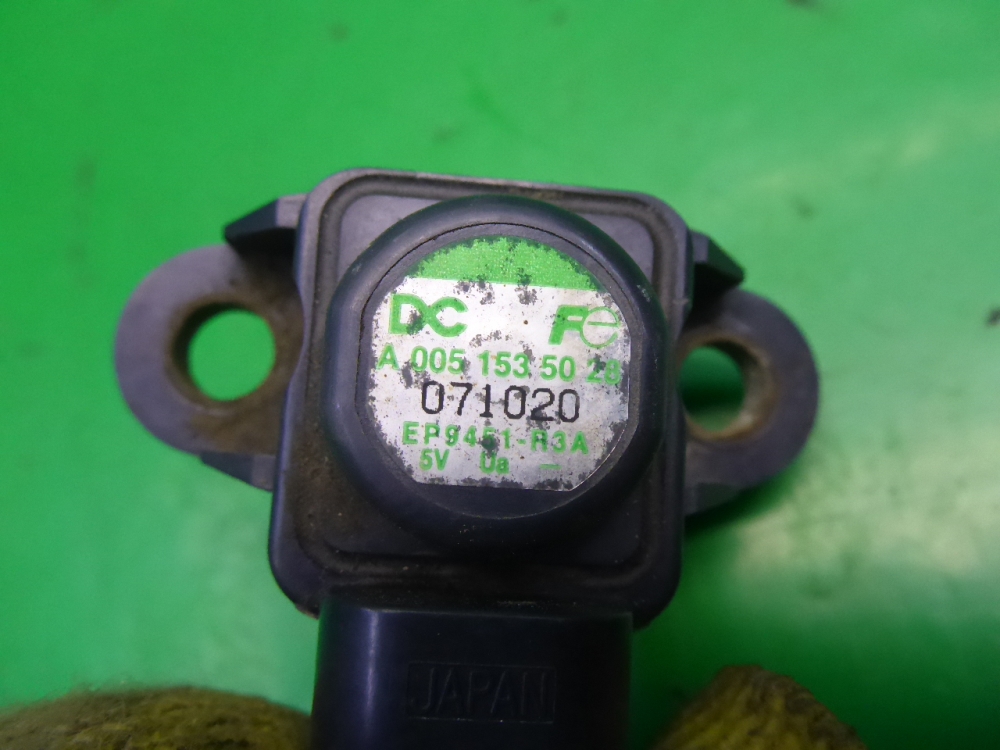 DC Fe
A 005 153 50 28
071020
EP9451-R3A
5V Ua –
JAPAN